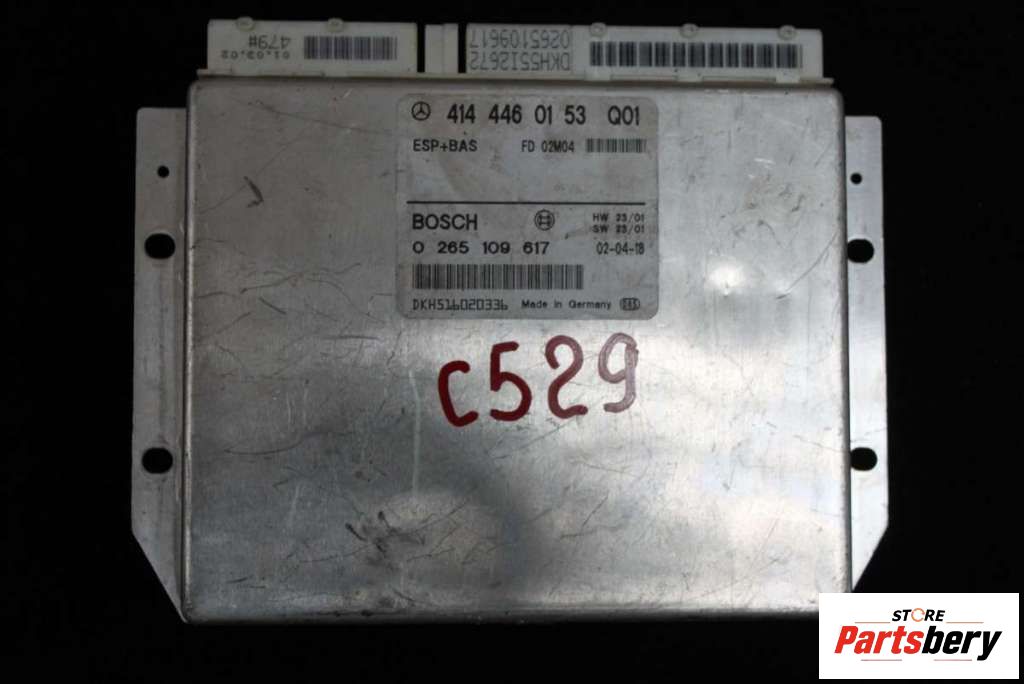 479#
01.03.02
DKH5512672
0265109617
414 446 01 53 Q01
ESP+BAS FD 02M04
BOSCH HW 23/01
SW 23/01
0 265 109 617 02-04-18
DKHS16020336 Made in Germany
C529
STORE
Partsbery